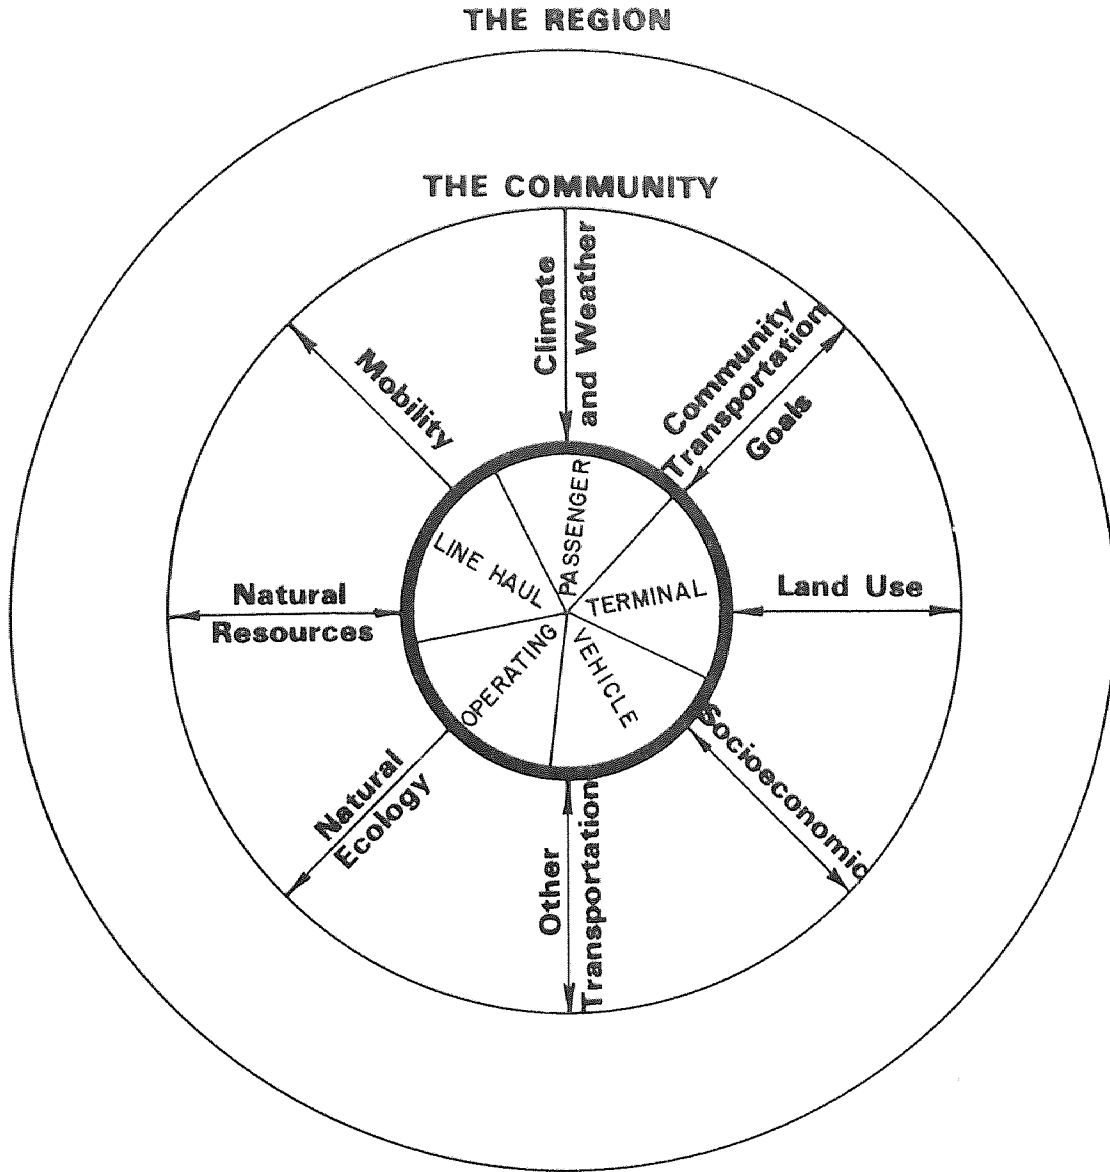 THE REGION
THE COMMUNITY
Climate
and Weather
Community
Transportation
Goals
Mobility
PASSENGER
LINE HAUL
TERMINAL
Natural
Resources
Land Use
OPERATING
VEHICLE
Socioeconomic
Natural
Ecology
Other
Transportation